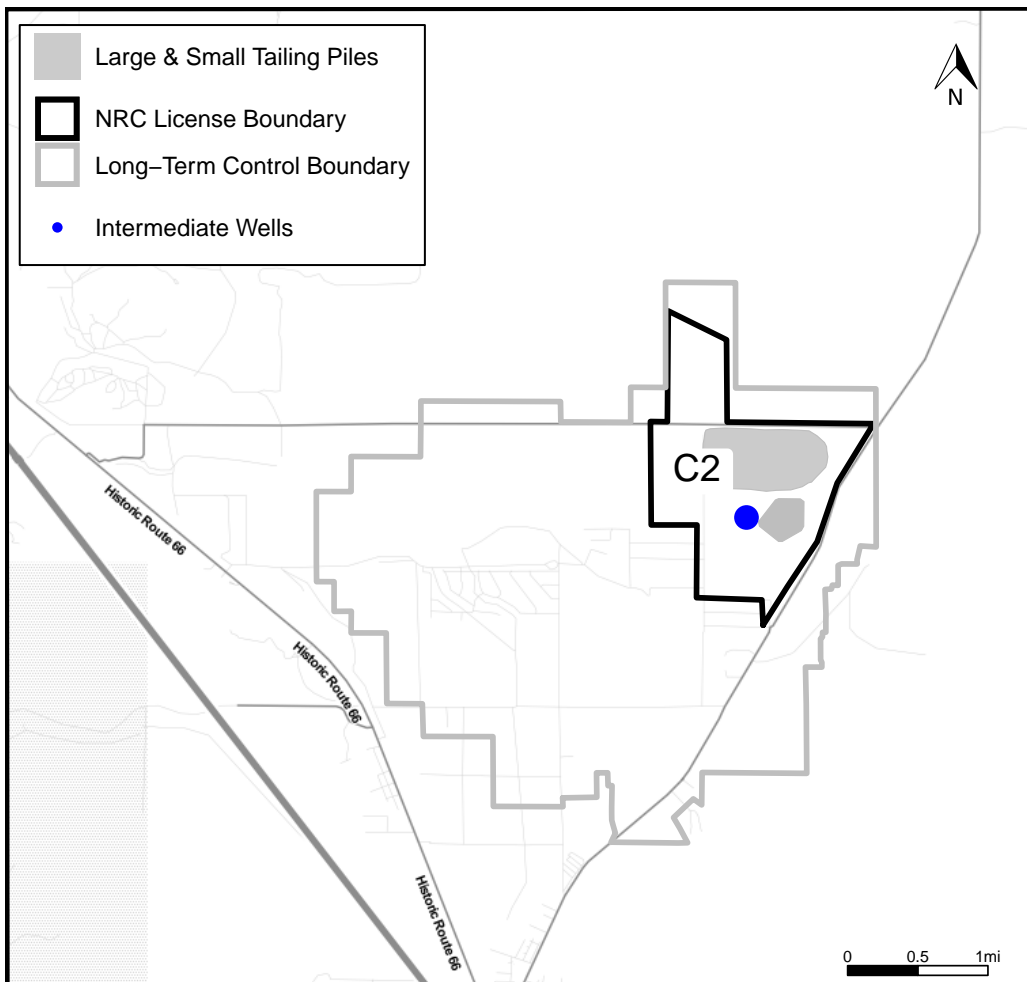 Large & Small Tailing Piles
NRC License Boundary
Long−Term Control Boundary
Intermediate Wells
N
C2
Historic Route 66
Historic Route 66
Historic Route 66
0 0.5 1mi